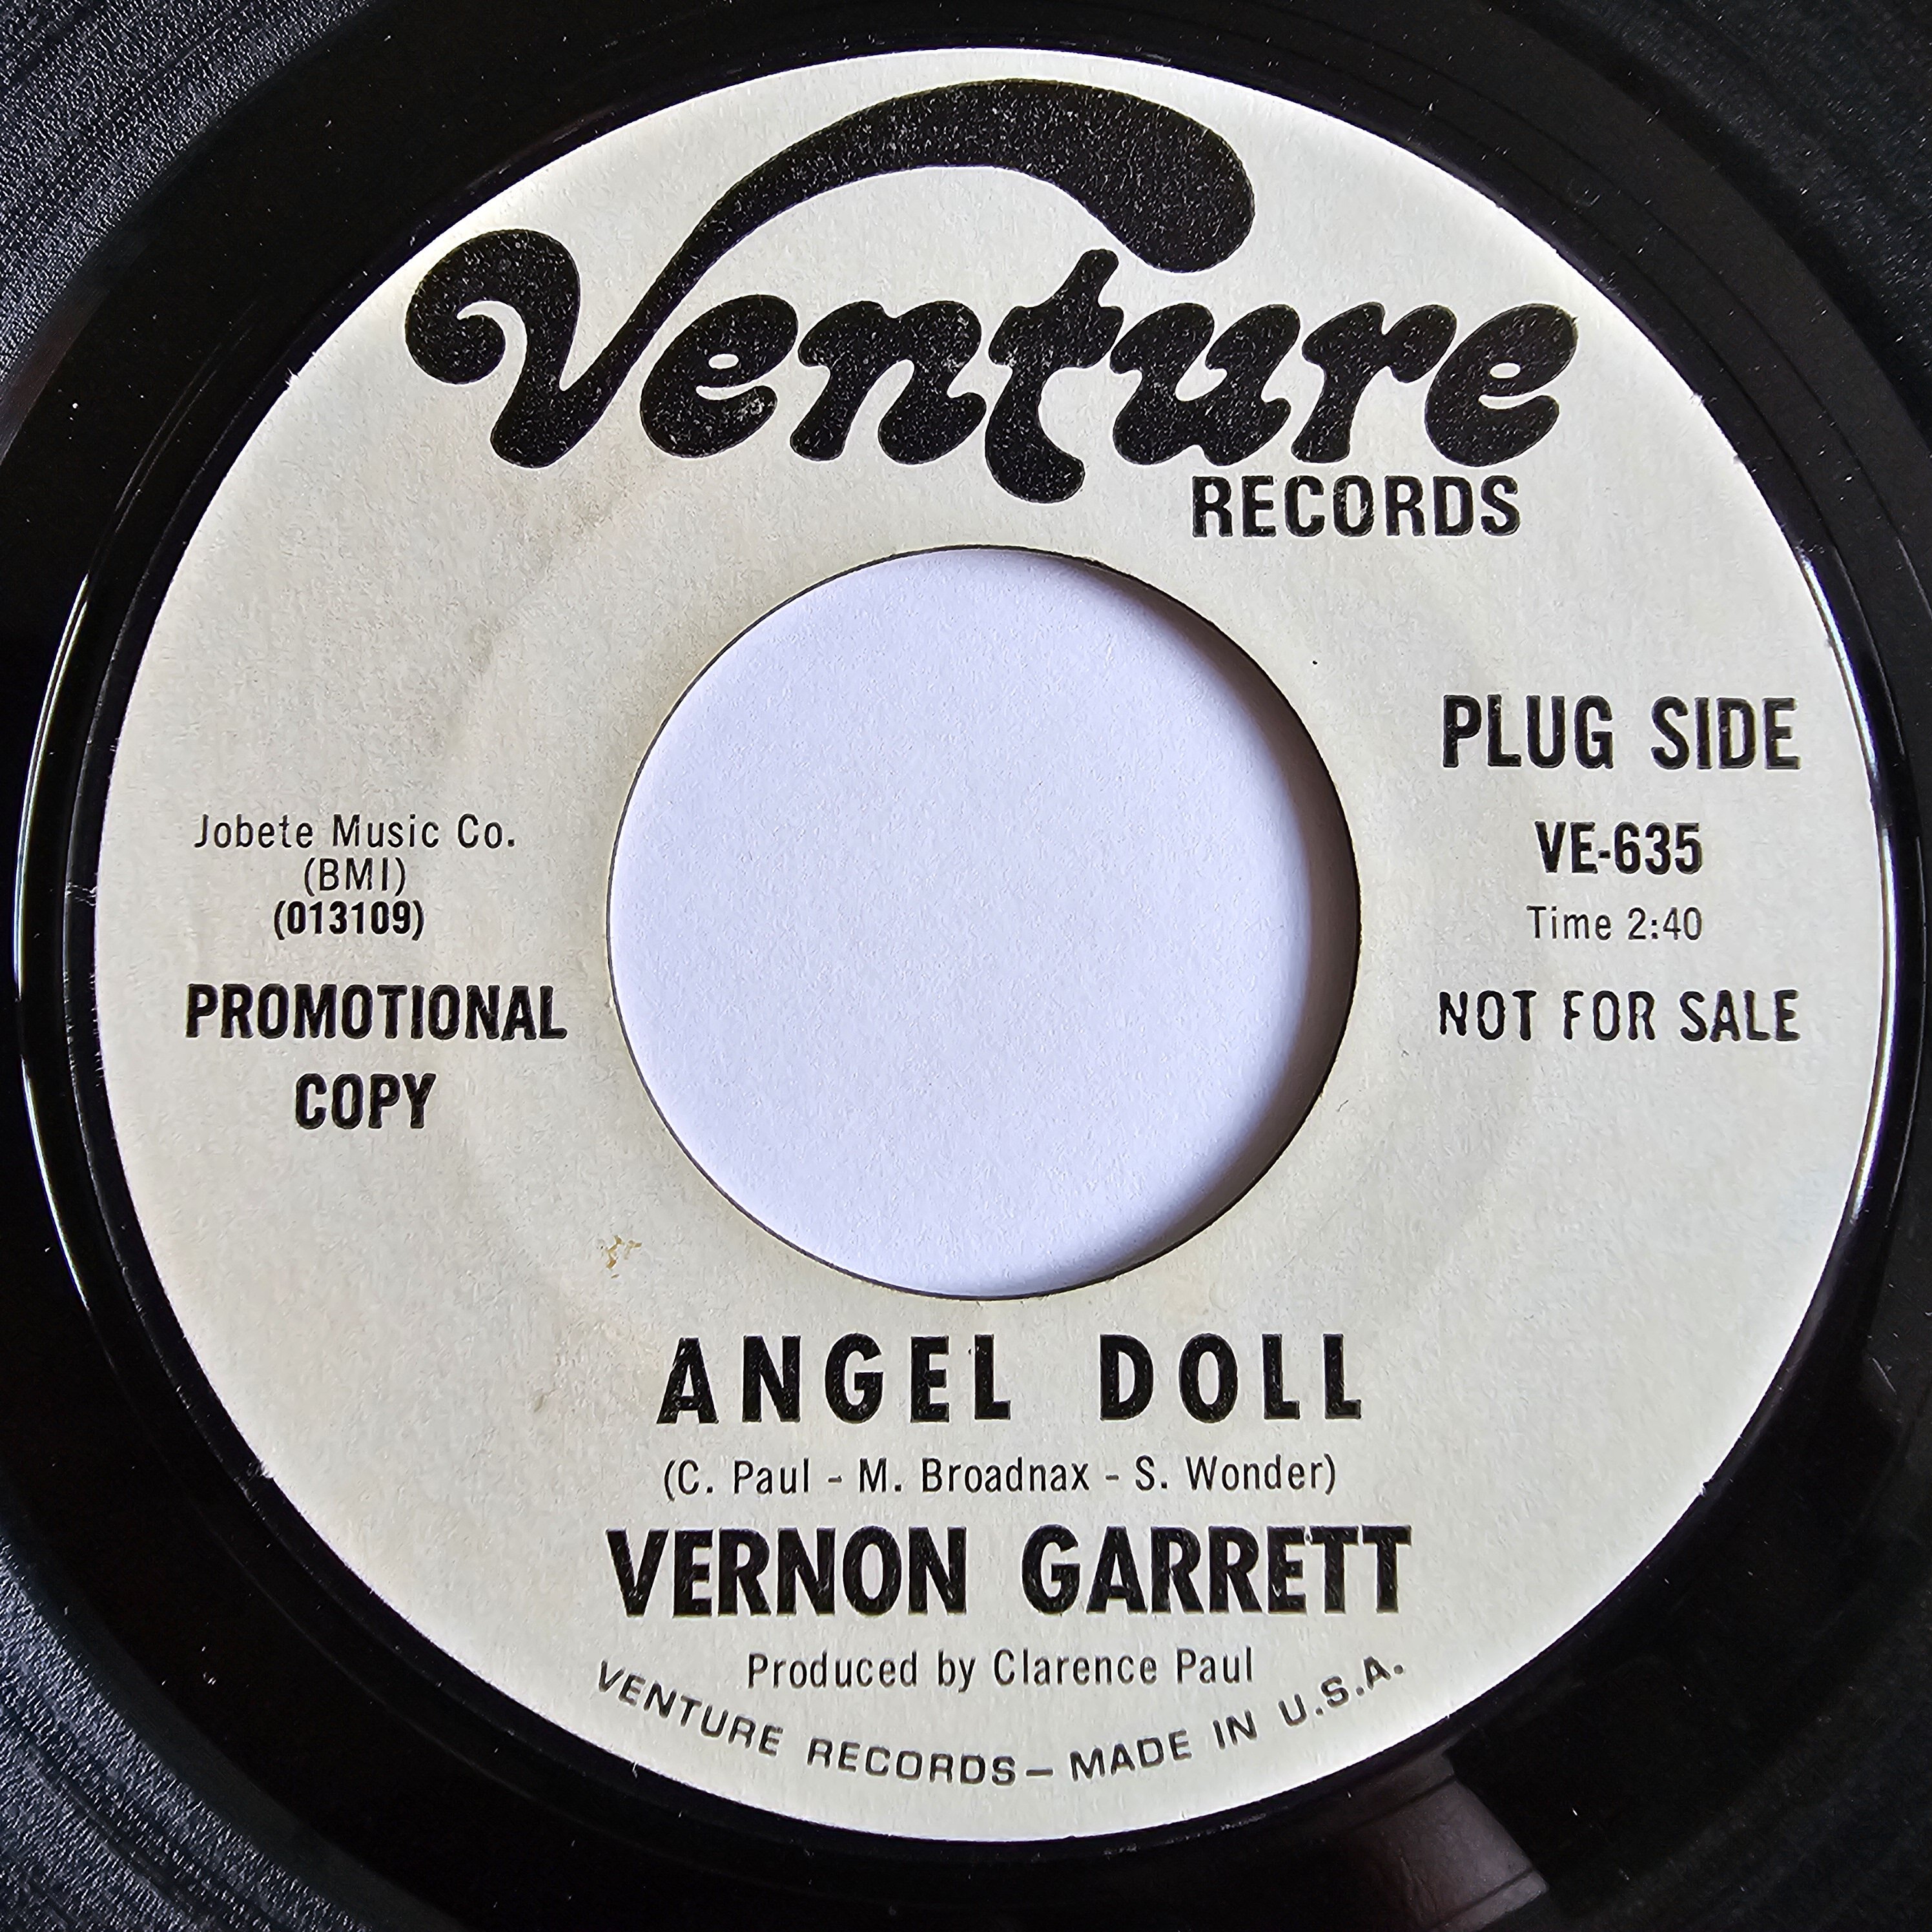 Venture
RECORDS
PLUG SIDE
VE-635
Time 2:40
NOT FOR SALE
Jobete Music Co.
(BMI)
(013109)
PROMOTIONAL
COPY
ANGEL DOLL
(C. Paul - M. Broadnax - S. Wonder)
VERNON GARRETT
Produced by Clarence Paul
VENTURE RECORDS – MADE IN U.S.A.